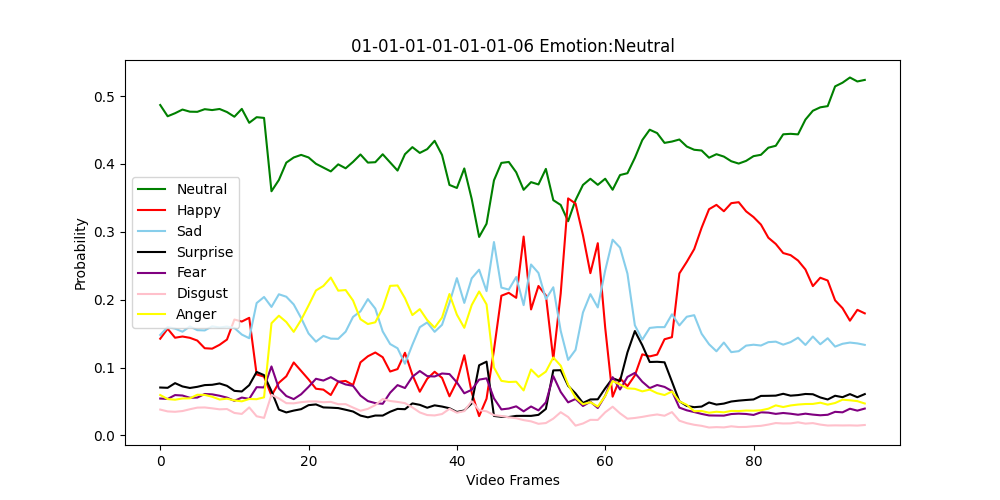 01-01-01-01-01-01-06 Emotion:Neutral
Probability
0.5
0.4
0.3
0.2
0.1
0.0
Neutral
Happy
Sad
Surprise
Fear
Disgust
Anger
0 20 40 60 80
Video Frames